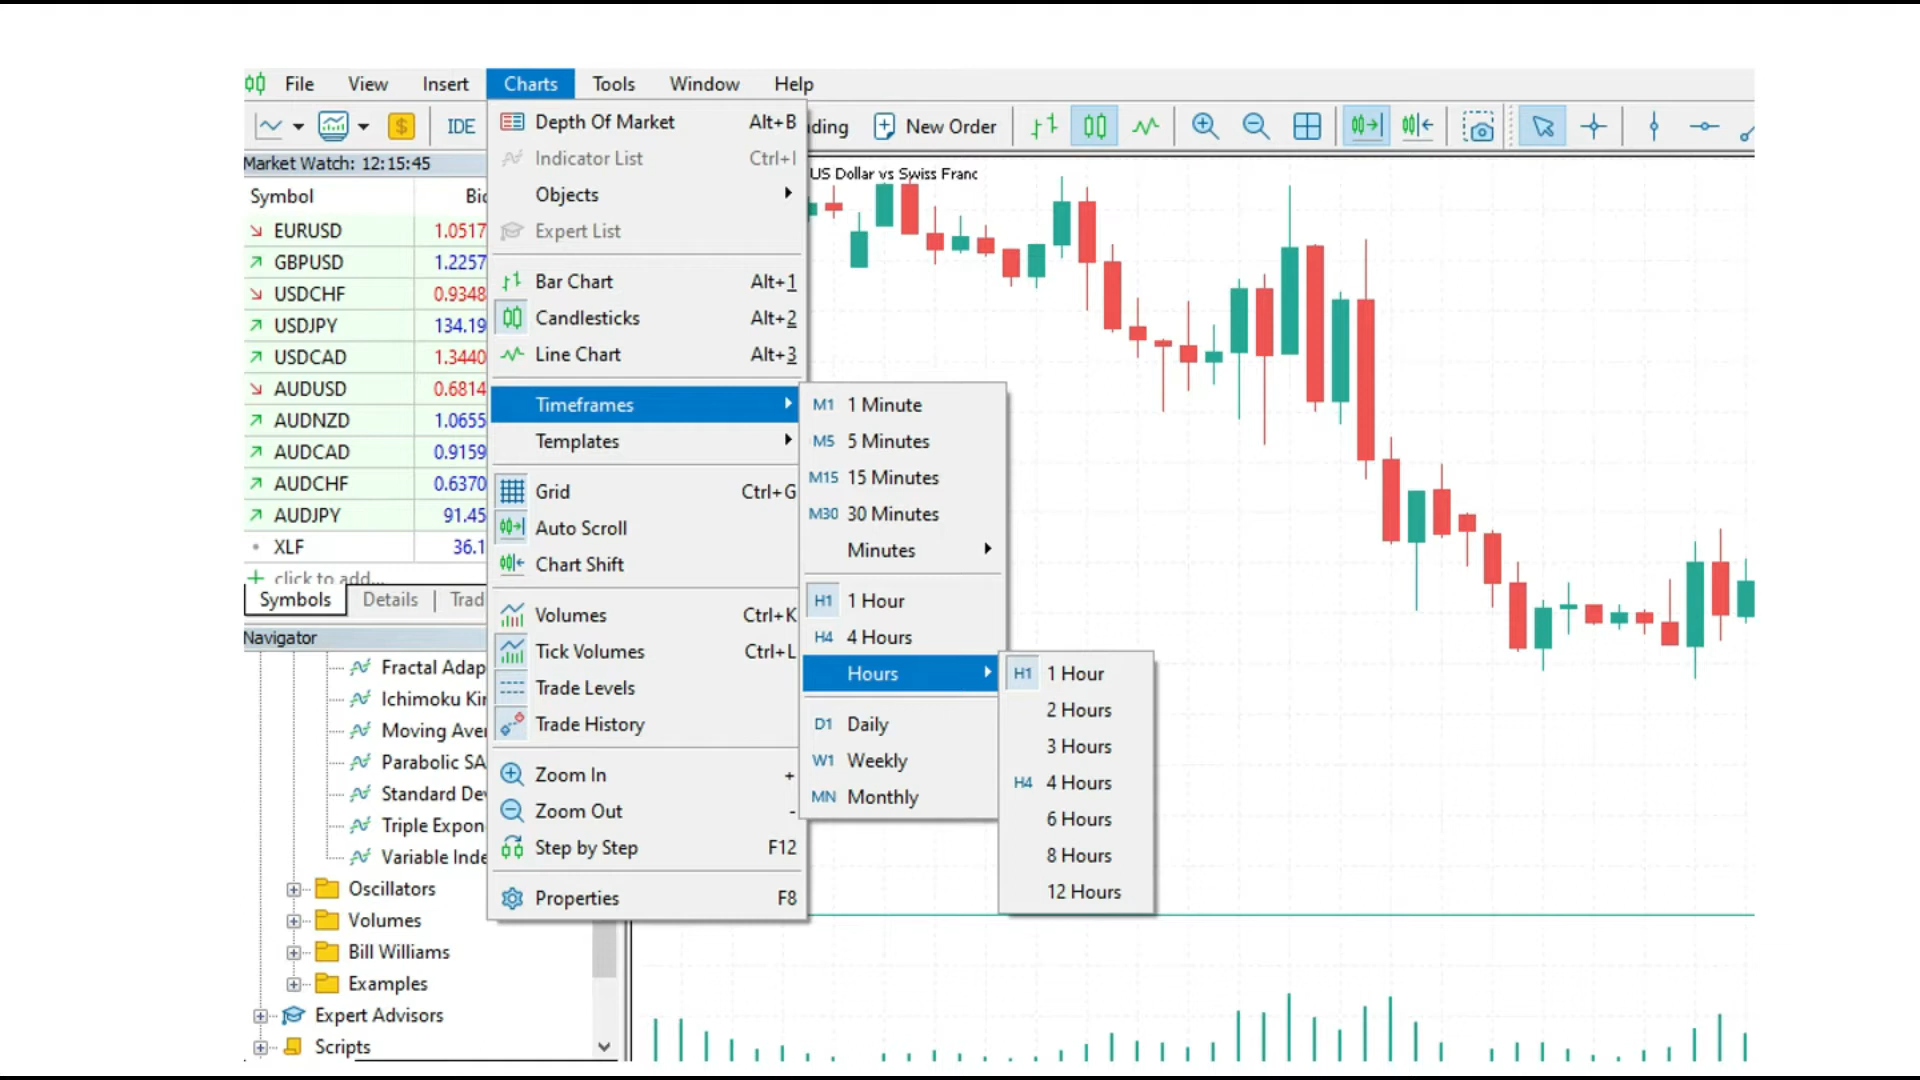 File View Insert Charts Tools Window Help
IDE New Order
Market Watch: 12:15:45
Symbol
EURUSD 1.0517
GBPUSD 1.2257
USDCHF 0.9348
USDJPY 134.19
USDCAD 1.3440
AUDUSD 0.6814
AUDNZD 1.0655
AUDCAD 0.9159
AUDCHF 0.6370
AUDJPY 91.45
XLF 36.1
click to add...
Symbols Details Trad
Navigator
Fractal Adap
Ichimoku Kin
Moving Aver
Parabolic SA
Standard Dev
Triple Expon
Variable Inde
Oscillators
Volumes
Bill Williams
Examples
Expert Advisors
Scripts
Depth Of Market Alt+B
Indicator List Ctrl+I
Objects
Expert List
Bar Chart Alt+1
Candlesticks Alt+2
Line Chart Alt+3
Timeframes
Templates
Grid Ctrl+G
Auto Scroll
Chart Shift
Volumes Ctrl+K
Tick Volumes Ctrl+L
Trade Levels
Trade History
Zoom In +
Zoom Out -
Step by Step F12
Properties F8
M1 1 Minute
M5 5 Minutes
M15 15 Minutes
M30 30 Minutes
Minutes
H1 1 Hour
H4 4 Hours
Hours
D1 Daily
W1 Weekly
MN Monthly
H1 1 Hour
2 Hours
3 Hours
H4 4 Hours
6 Hours
8 Hours
12 Hours
US Dollar vs Swiss Franc